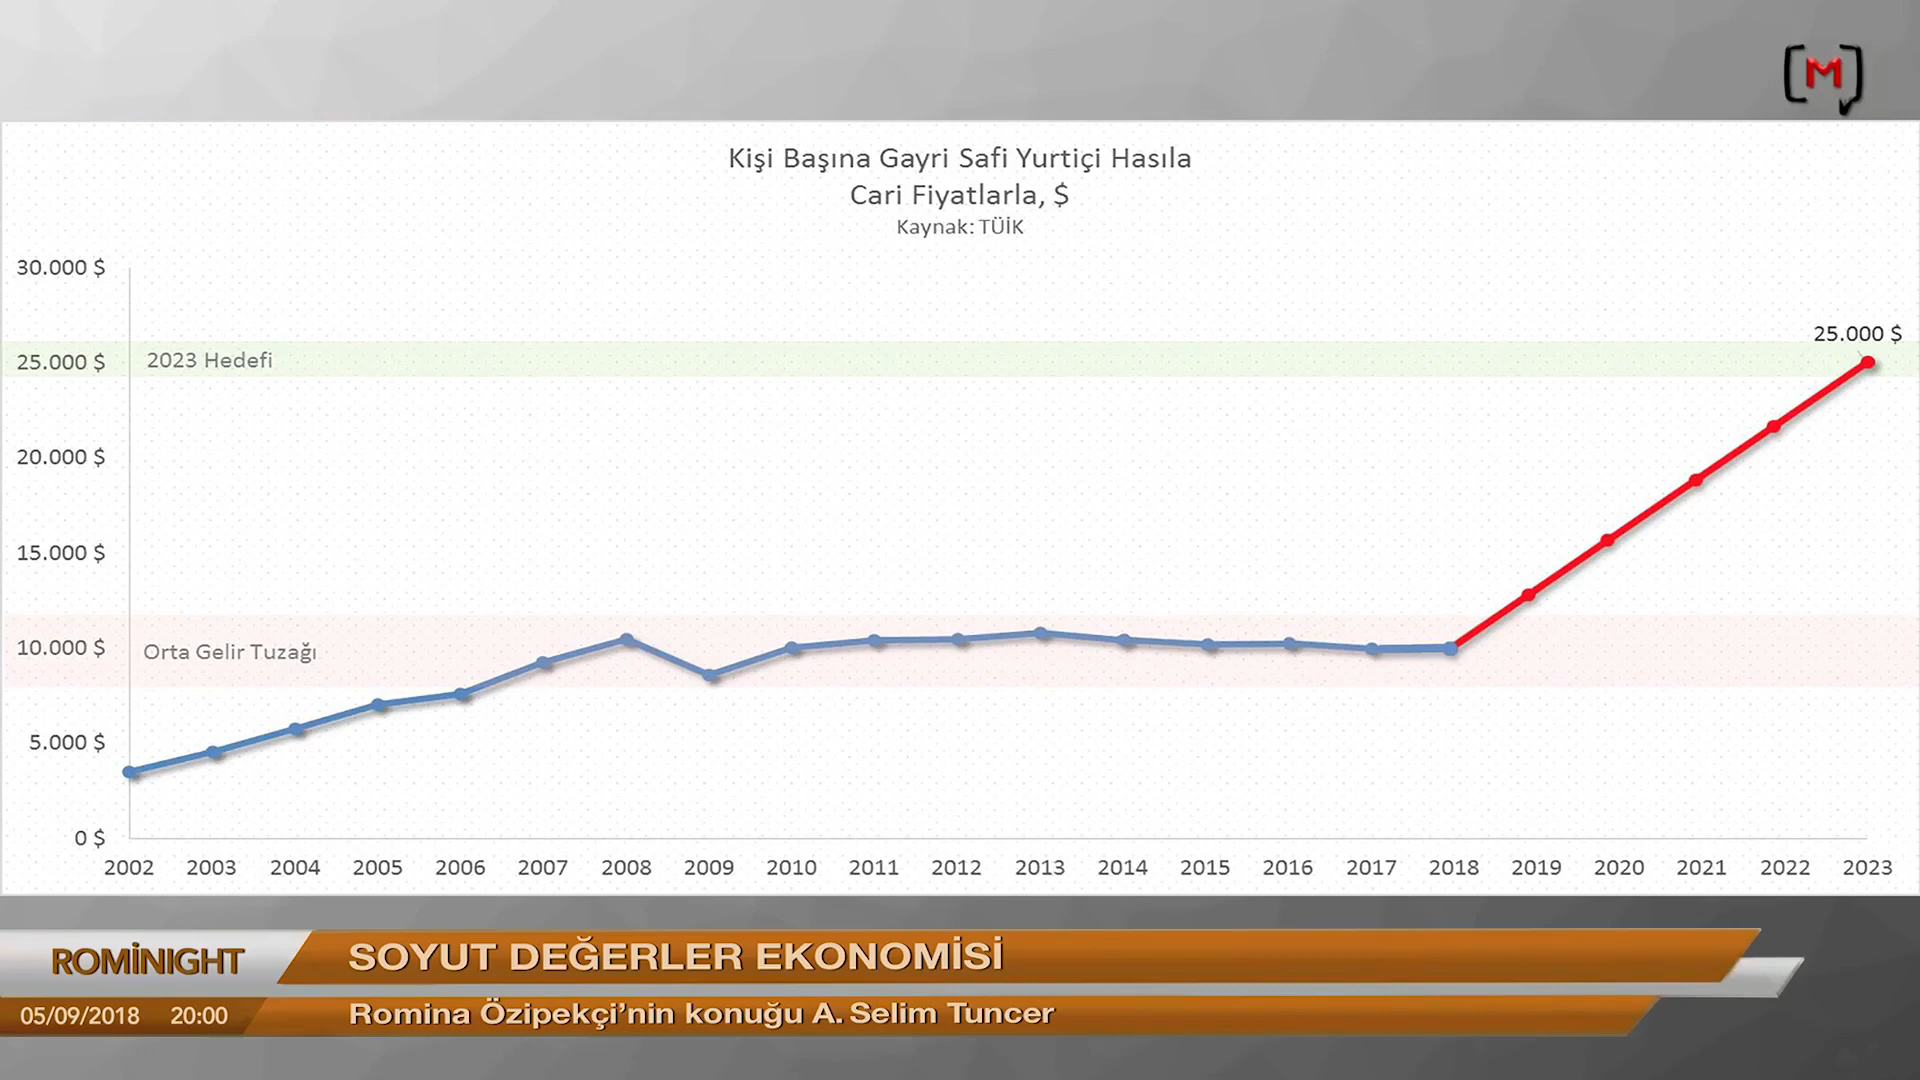 M
Kişi Başına Gayri Safi Yurtiçi Hasıla
Cari Fiyatlarla, $
Kaynak: TÜİK
30.000 $
25.000 $
25.000 $
2023 Hedefi
20.000 $
15.000 $
10.000 $
Orta Gelir Tuzağı
5.000 $
0 $
2002 2003 2004 2005 2006 2007 2008 2009 2010 2011 2012 2013 2014 2015 2016 2017 2018 2019 2020 2021 2022 2023
ROMİNIGHT
SOYUT DEĞERLER EKONOMİSİ
05/09/2018 20:00
Romina Özipekçi’nin konuğu A. Selim Tuncer